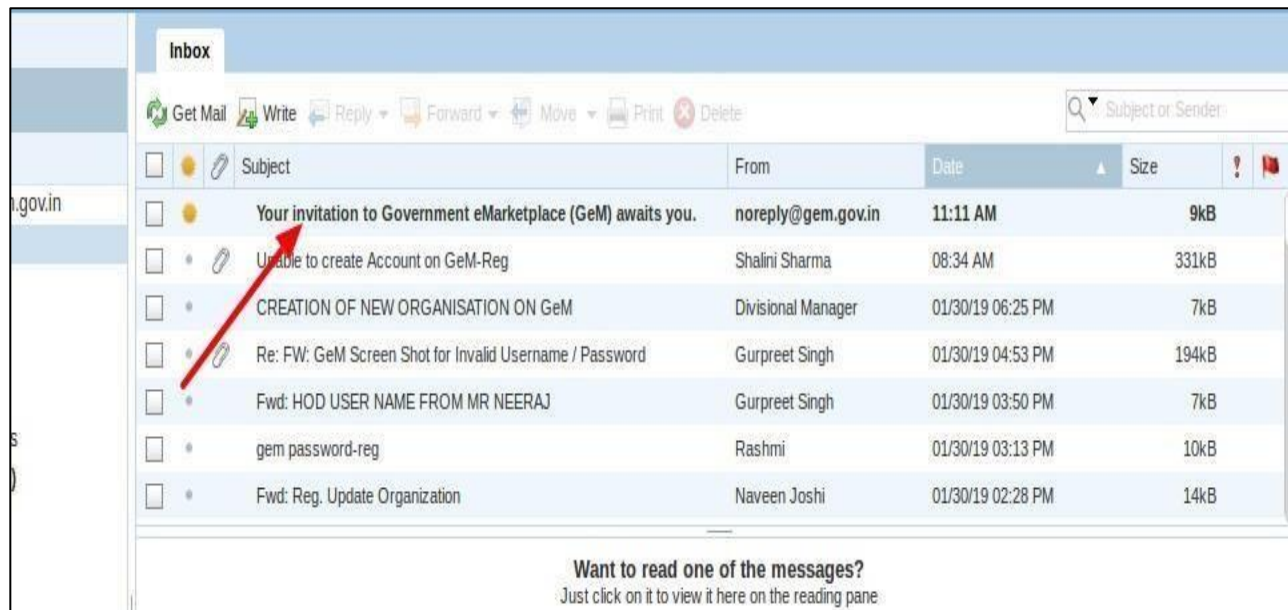 Inbox
Get Mail Write Reply Forward Move Print Delete Subject or Sender
Subject From Date Size !
Your invitation to Government eMarketplace (GeM) awaits you. noreply@gem.gov.in 11:11 AM 9kB
Unable to create Account on GeM-Reg Shalini Sharma 08:34 AM 331kB
CREATION OF NEW ORGANISATION ON GeM Divisional Manager 01/30/19 06:25 PM 7kB
Re: FW: GeM Screen Shot for Invalid Username / Password Gurpreet Singh 01/30/19 04:53 PM 194kB
Fwd: HOD USER NAME FROM MR NEERAJ Gurpreet Singh 01/30/19 03:50 PM 7kB
gem password-reg Rashmi 01/30/19 03:13 PM 10kB
Fwd: Reg. Update Organization Naveen Joshi 01/30/19 02:28 PM 14kB
Want to read one of the messages?
Just click on it to view it here on the reading pane
.gov.in
s
)